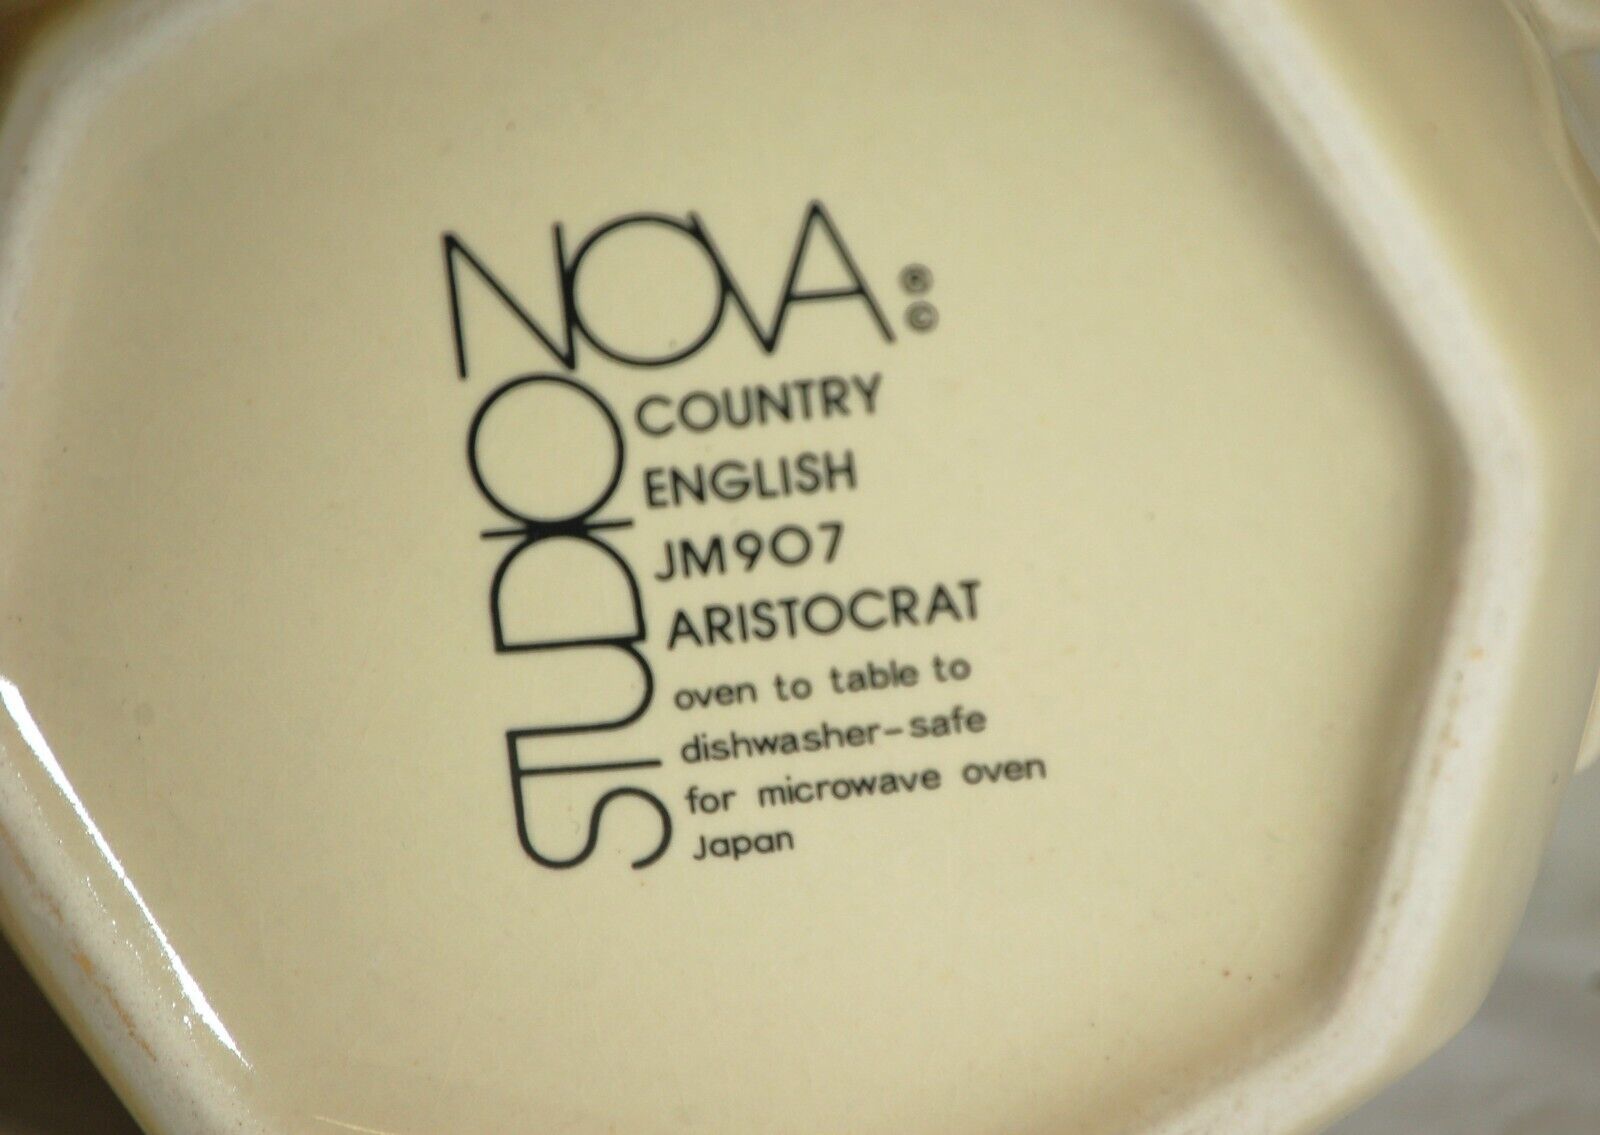 STUDIO NOVA ® ©
COUNTRY
ENGLISH
JM907
ARISTOCRAT
oven to table to
dishwasher-safe
for microwave oven
Japan